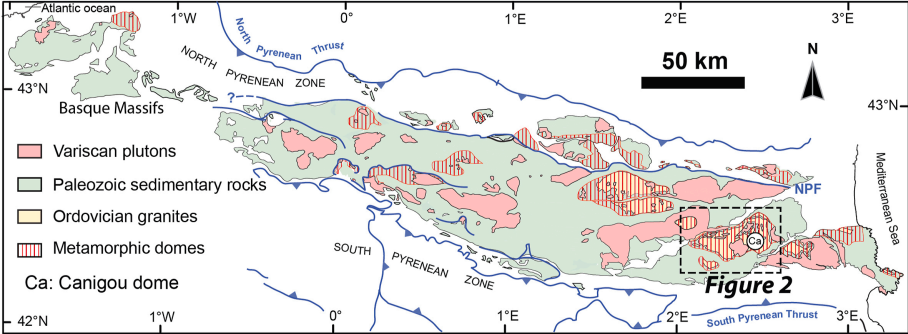 Atlantic ocean
1°W
0°
1°E
2°E
3°E
North Pyrenean Thrust
NORTH PYRENEAN ZONE
50 km
N
43°N
43°N
?
Basque Massifs
Variscan plutons
Paleozoic sedimentary rocks
Ordovician granites
Metamorphic domes
Ca: Canigou dome
NPF
Mediterranean Sea
Ca
Figure 2
SOUTH PYRENEAN ZONE
South Pyrenean Thrust
42°N
1°W
0°
1°E
2°E
3°E